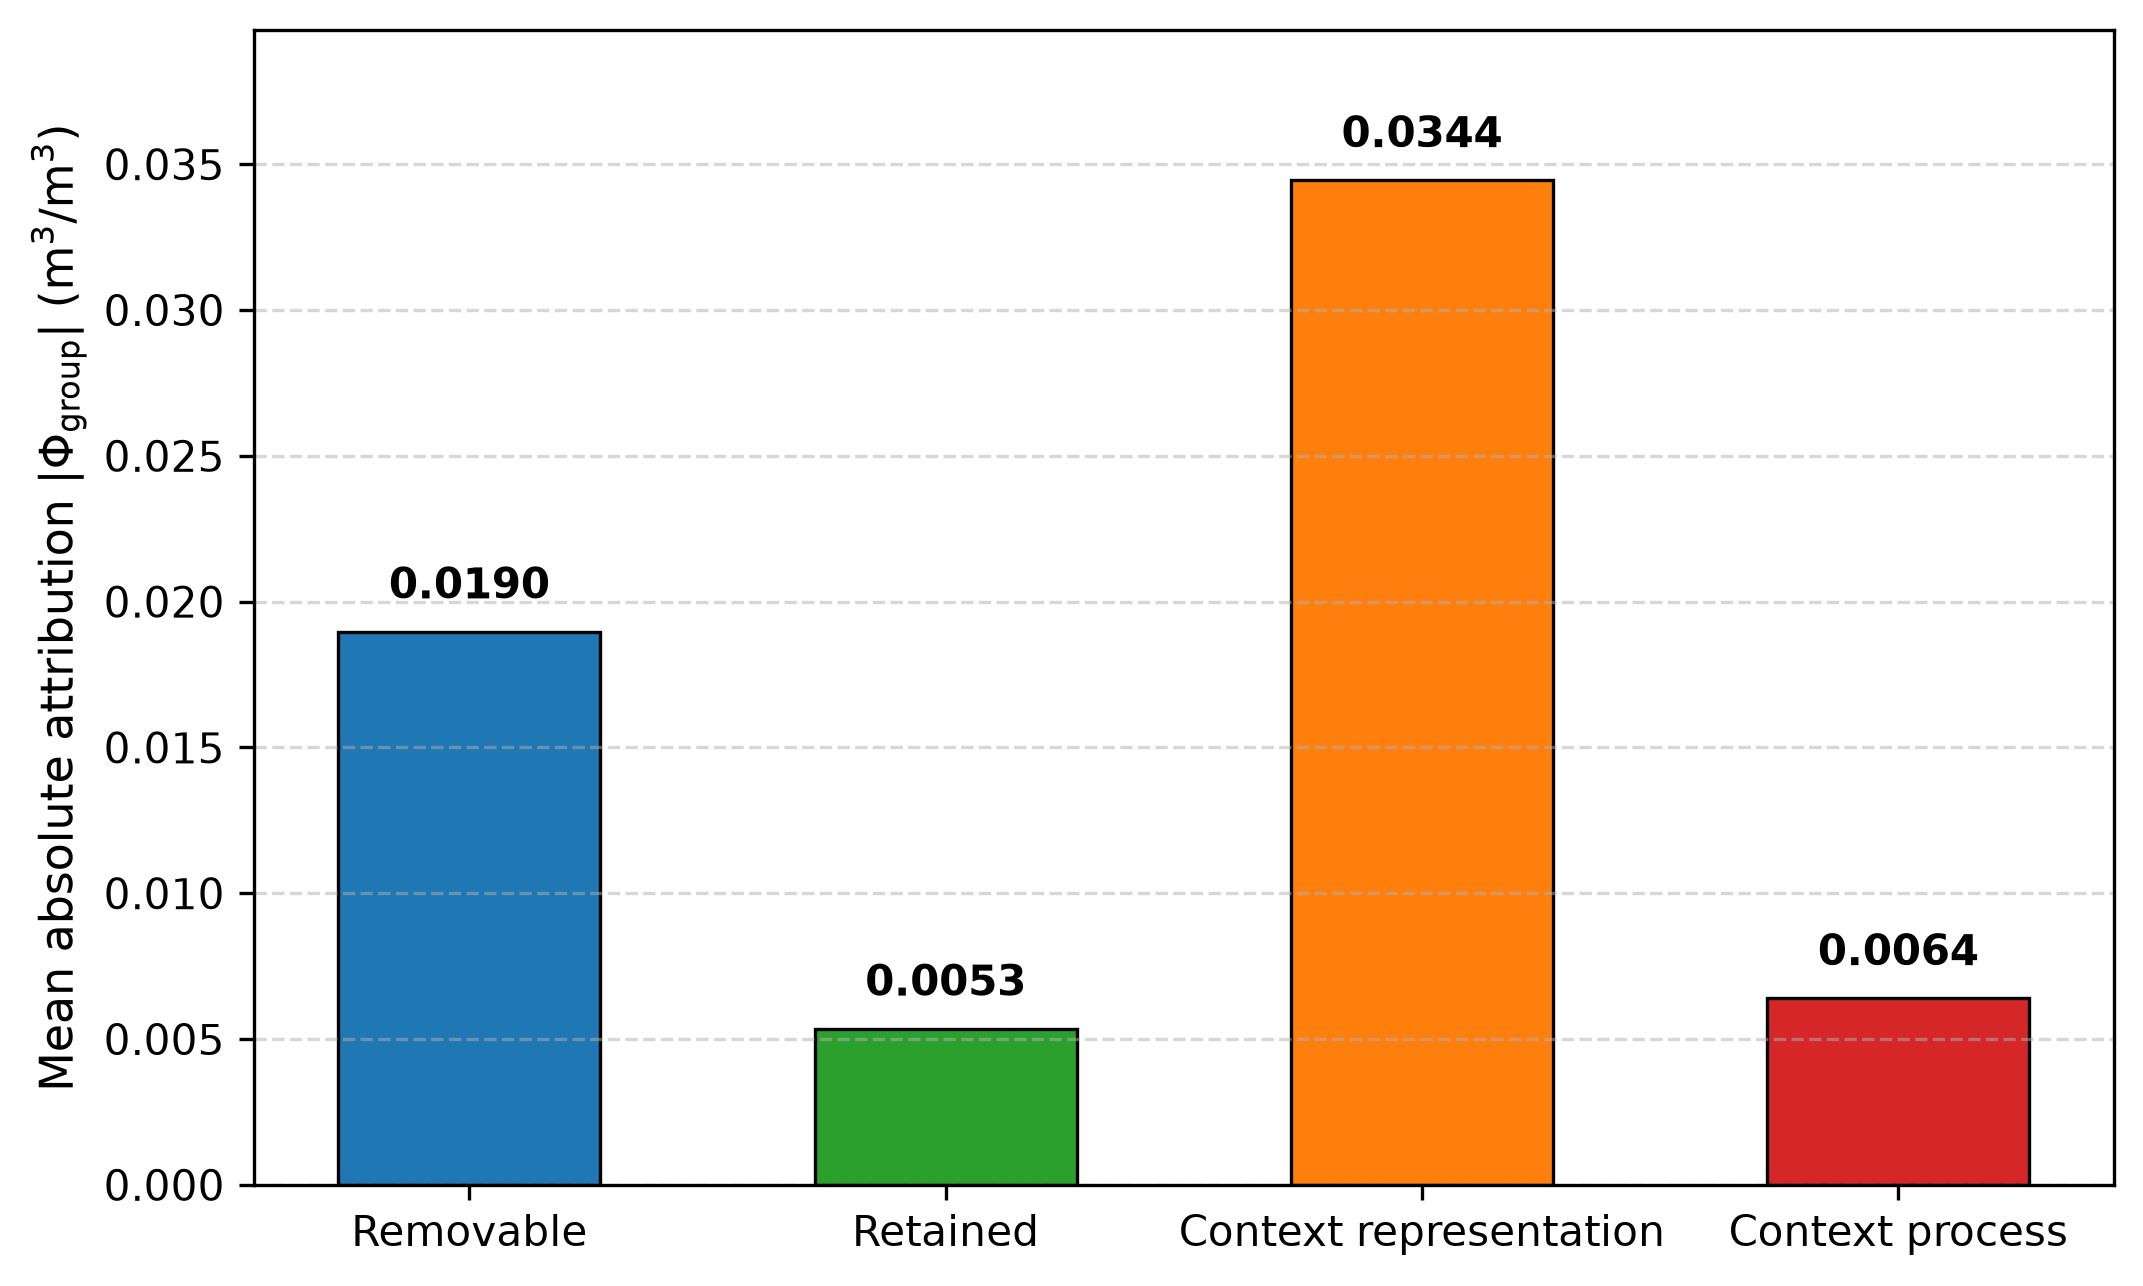 Mean absolute attribution |Φgroup| (m³/m³)
0.035
0.030
0.025
0.020
0.015
0.010
0.005
0.000
0.0190
0.0053
0.0344
0.0064
Removable
Retained
Context representation
Context process